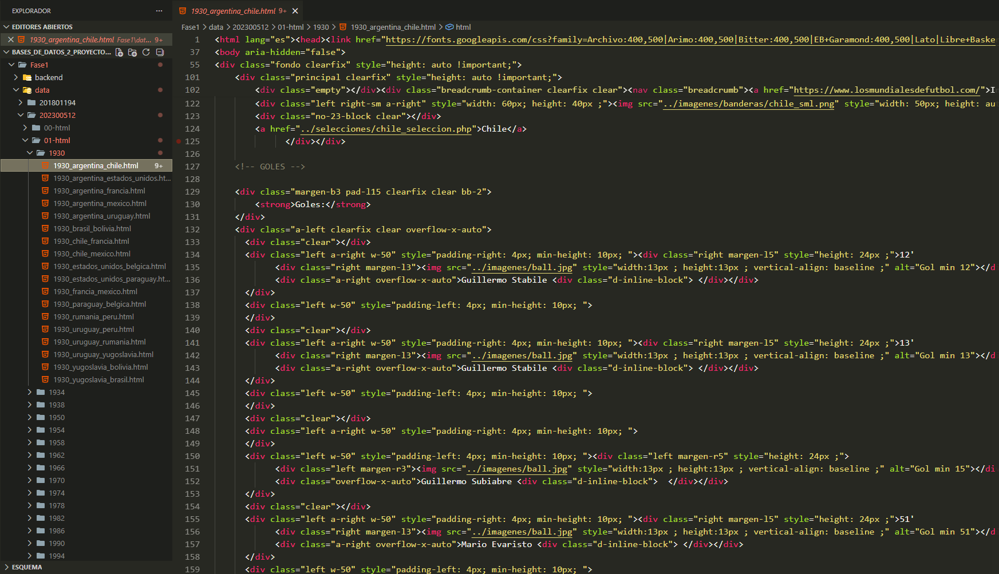 EXPLORADOR
EDITORES ABIERTOS
1930_argentina_chile.html Fase1\dat... 9+
BASES_DE_DATOS_2_PROYECTO...
Fase1
backend
data
201801194
202300512
00-html
01-html
1930
1930_argentina_chile.html 9+
1930_argentina_estados_unidos.ht...
1930_argentina_francia.html
1930_argentina_mexico.html
1930_argentina_uruguay.html
1930_brasil_bolivia.html
1930_chile_francia.html
1930_chile_mexico.html
1930_estados_unidos_belgica.html
1930_estados_unidos_paraguay.ht...
1930_francia_mexico.html
1930_paraguay_belgica.html
1930_rumania_peru.html
1930_uruguay_peru.html
1930_uruguay_rumania.html
1930_uruguay_yugoslavia.html
1930_yugoslavia_bolivia.html
1930_yugoslavia_brasil.html
1934
1938
1950
1954
1958
1962
1966
1970
1974
1978
1982
1986
1990
1994
ESQUEMA
1930_argentina_chile.html 9+
Fase1 > data > 202300512 > 01-html > 1930 > 1930_argentina_chile.html > html
1 <html lang="es"><head><link href="https://fonts.googleapis.com/css?family=Archivo:400,500|Arimo:400,500|Bitter:400,500|EB+Garamond:400,500|Lato|Libre+Baske
37 <body aria-hidden="false">
55 <div class="fondo clearfix" style="height: auto !important;">
101 <div class="principal clearfix" style="height: auto !important;">
102 <div class="empty"></div><div class="breadcrumb-container clearfix clear"><nav class="breadcrumb"><a href="https://www.losmundialesdefutbol.com/">I
122 <div class="left right-sm a-right" style="width: 60px; height: 40px ;"><img src="../imagenes/banderas/chile_sml.png" style="width: 50px; height: au
123 <div class="no-23-block clear"></div>
124 <a href="../selecciones/chile_seleccion.php">Chile</a>
125 </div></div>
126
127 <!-- GOLES -->
128
129 <div class="margen-b3 pad-l15 clearfix clear bb-2">
130 <strong>Goles:</strong>
131 </div>
132 <div class="a-left clearfix clear overflow-x-auto">
133 <div class="clear"></div>
134 <div class="left a-right w-50" style="padding-right: 4px; min-height: 10px; "><div class="right margen-l5" style="height: 24px ;">12'
135 <div class="right margen-l3"><img src="../imagenes/ball.jpg" style="width:13px ; height:13px ; vertical-align: baseline ;" alt="Gol min 12"></d
136 <div class="a-right overflow-x-auto">Guillermo Stabile <div class="d-inline-block"> </div></div>
137 </div>
138 <div class="left w-50" style="padding-left: 4px; min-height: 10px; ">
139 </div>
140 <div class="clear"></div>
141 <div class="left a-right w-50" style="padding-right: 4px; min-height: 10px; "><div class="right margen-l5" style="height: 24px ;">13'
142 <div class="right margen-l3"><img src="../imagenes/ball.jpg" style="width:13px ; height:13px ; vertical-align: baseline ;" alt="Gol min 13"></d
143 <div class="a-right overflow-x-auto">Guillermo Stabile <div class="d-inline-block"> </div></div>
144 </div>
145 <div class="left w-50" style="padding-left: 4px; min-height: 10px; ">
146 </div>
147 <div class="clear"></div>
148 <div class="left a-right w-50" style="padding-right: 4px; min-height: 10px; ">
149 </div>
150 <div class="left w-50" style="padding-left: 4px; min-height: 10px; "><div class="left margen-r5" style="height: 24px ;">
151 <div class="left margen-r3"><img src="../imagenes/ball.jpg" style="width:13px ; height:13px ; vertical-align: baseline ;" alt="Gol min 15"></di
152 <div class="overflow-x-auto">Guillermo Subiabre <div class="d-inline-block">  </div></div>
153 </div>
154 <div class="clear"></div>
155 <div class="left a-right w-50" style="padding-right: 4px; min-height: 10px; "><div class="right margen-l5" style="height: 24px ;">51'
156 <div class="right margen-l3"><img src="../imagenes/ball.jpg" style="width:13px ; height:13px ; vertical-align: baseline ;" alt="Gol min 51"></d
157 <div class="a-right overflow-x-auto">Mario Evaristo <div class="d-inline-block"> </div></div>
158 </div>
159 <div class="left w-50" style="padding-left: 4px; min-height: 10px; ">